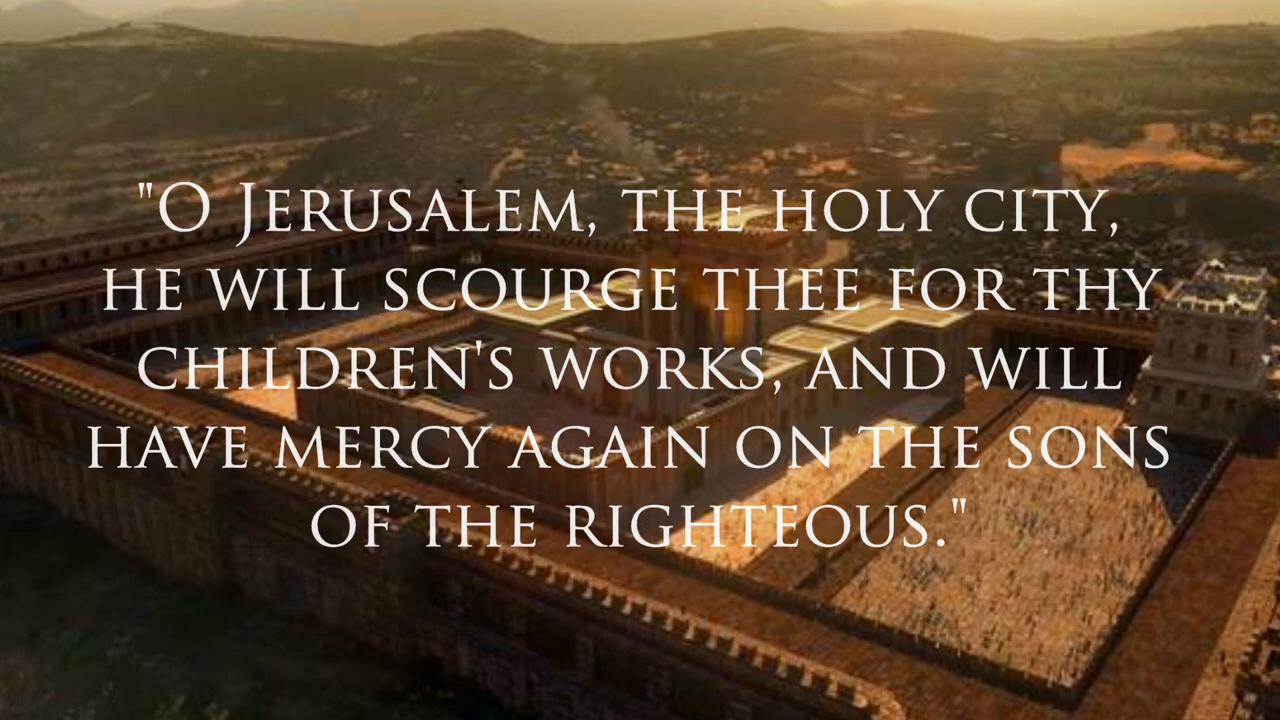 "O Jerusalem, the holy city,
he will scourge thee for thy
children's works, and will
have mercy again on the sons
of the righteous."